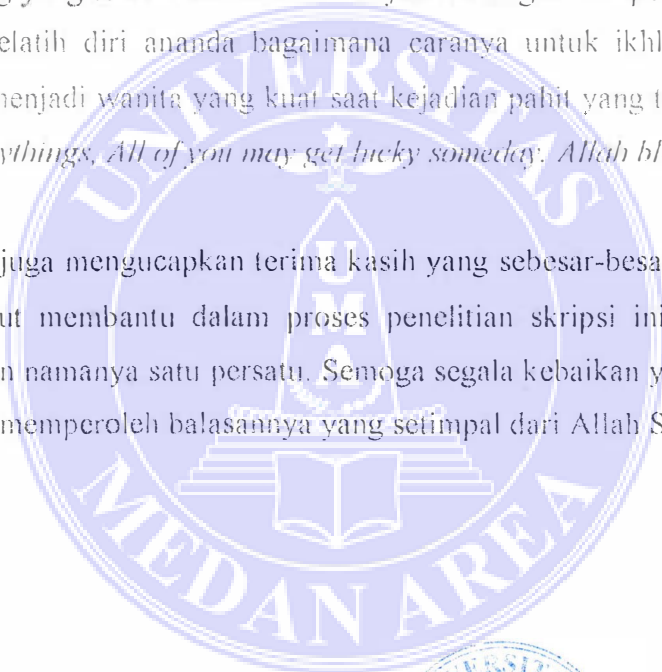 elatih diri ananda bagaimana caranya untuk ikhl
menjadi wanita yang kuat saat kejadian pahit yang t
ythings, All of you may get lucky someday. Allah bl
juga mengucapkan terima kasih yang sebesar-besa
ut membantu dalam proses penelitian skripsi ini
n namanya satu persatu. Semoga segala kebaikan y
memperoleh balasannya yang setimpal dari Allah S
UNIVERSITAS
UMA
MEDAN AREA